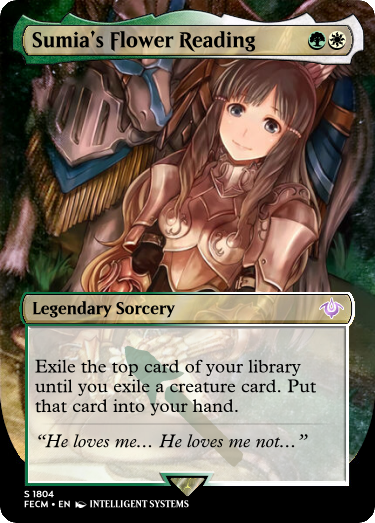 Sumia's Flower Reading
Legendary Sorcery
Exile the top card of your library
until you exile a creature card. Put
that card into your hand.
“He loves me… He loves me not…”
S 1804
FECM • EN INTELLIGENT SYSTEMS